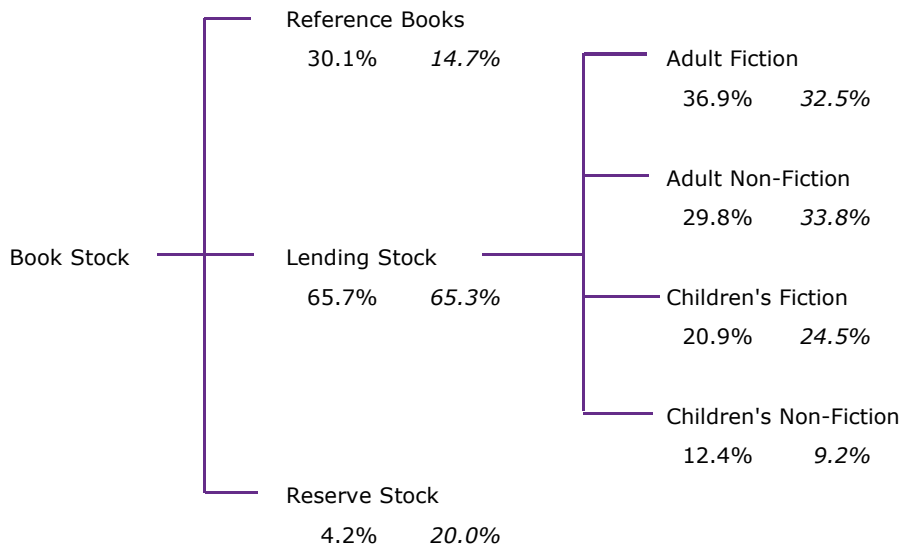 Book Stock
Reference Books
30.1% 14.7%
Lending Stock
65.7% 65.3%
Reserve Stock
4.2% 20.0%
Adult Fiction
36.9% 32.5%
Adult Non-Fiction
29.8% 33.8%
Children's Fiction
20.9% 24.5%
Children's Non-Fiction
12.4% 9.2%